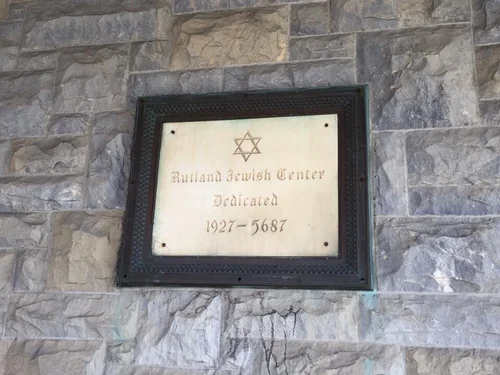 Rutland Jewish Center
Dedicated
1927-5687